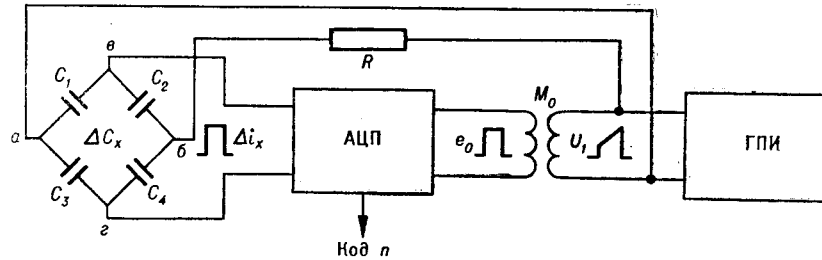 в
C₁
C₂
R
M₀
а
ΔCₓ
б
Δiₓ
АЦП
e₀
U₁
ГПИ
C₃
C₄
г
Код n